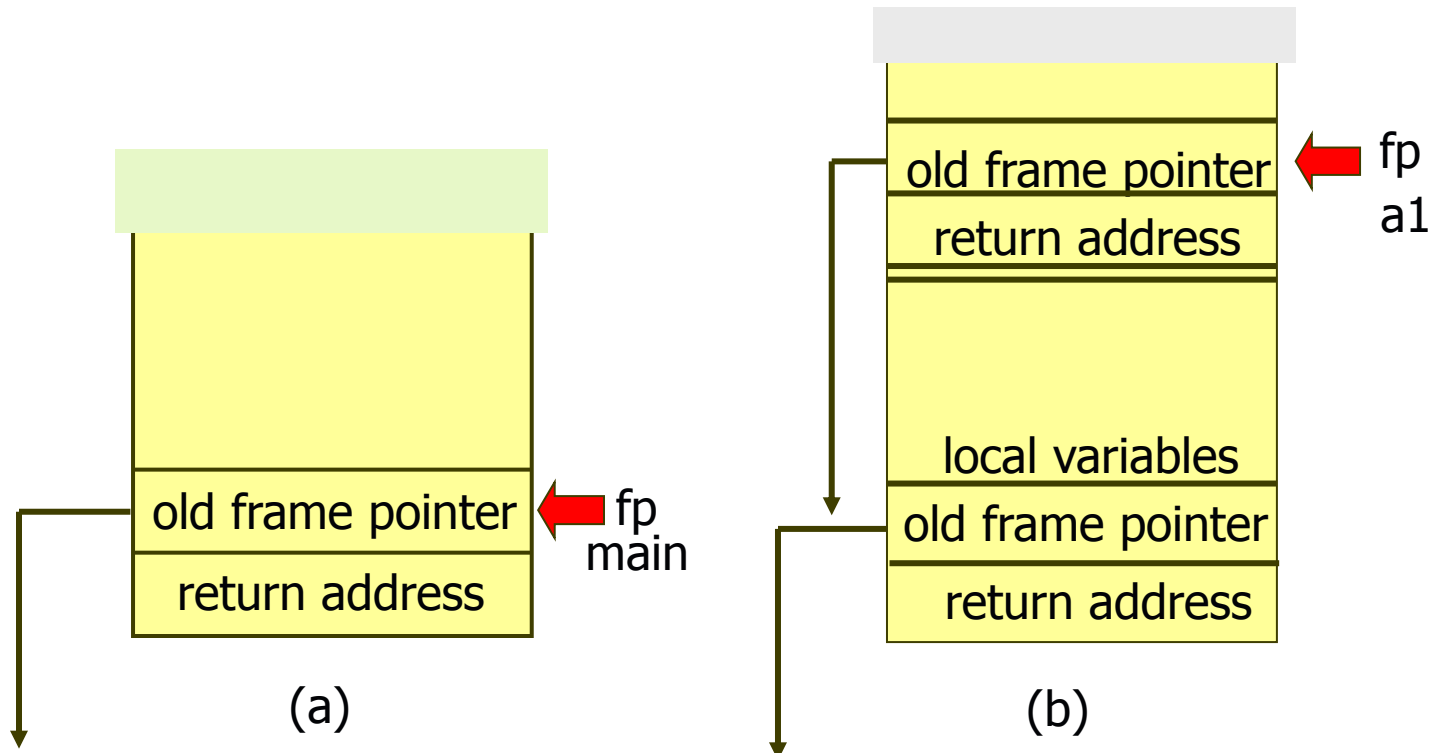 old frame pointer
fp
main
return address
(a)
old frame pointer
fp
a1
return address
local variables
old frame pointer
return address
(b)